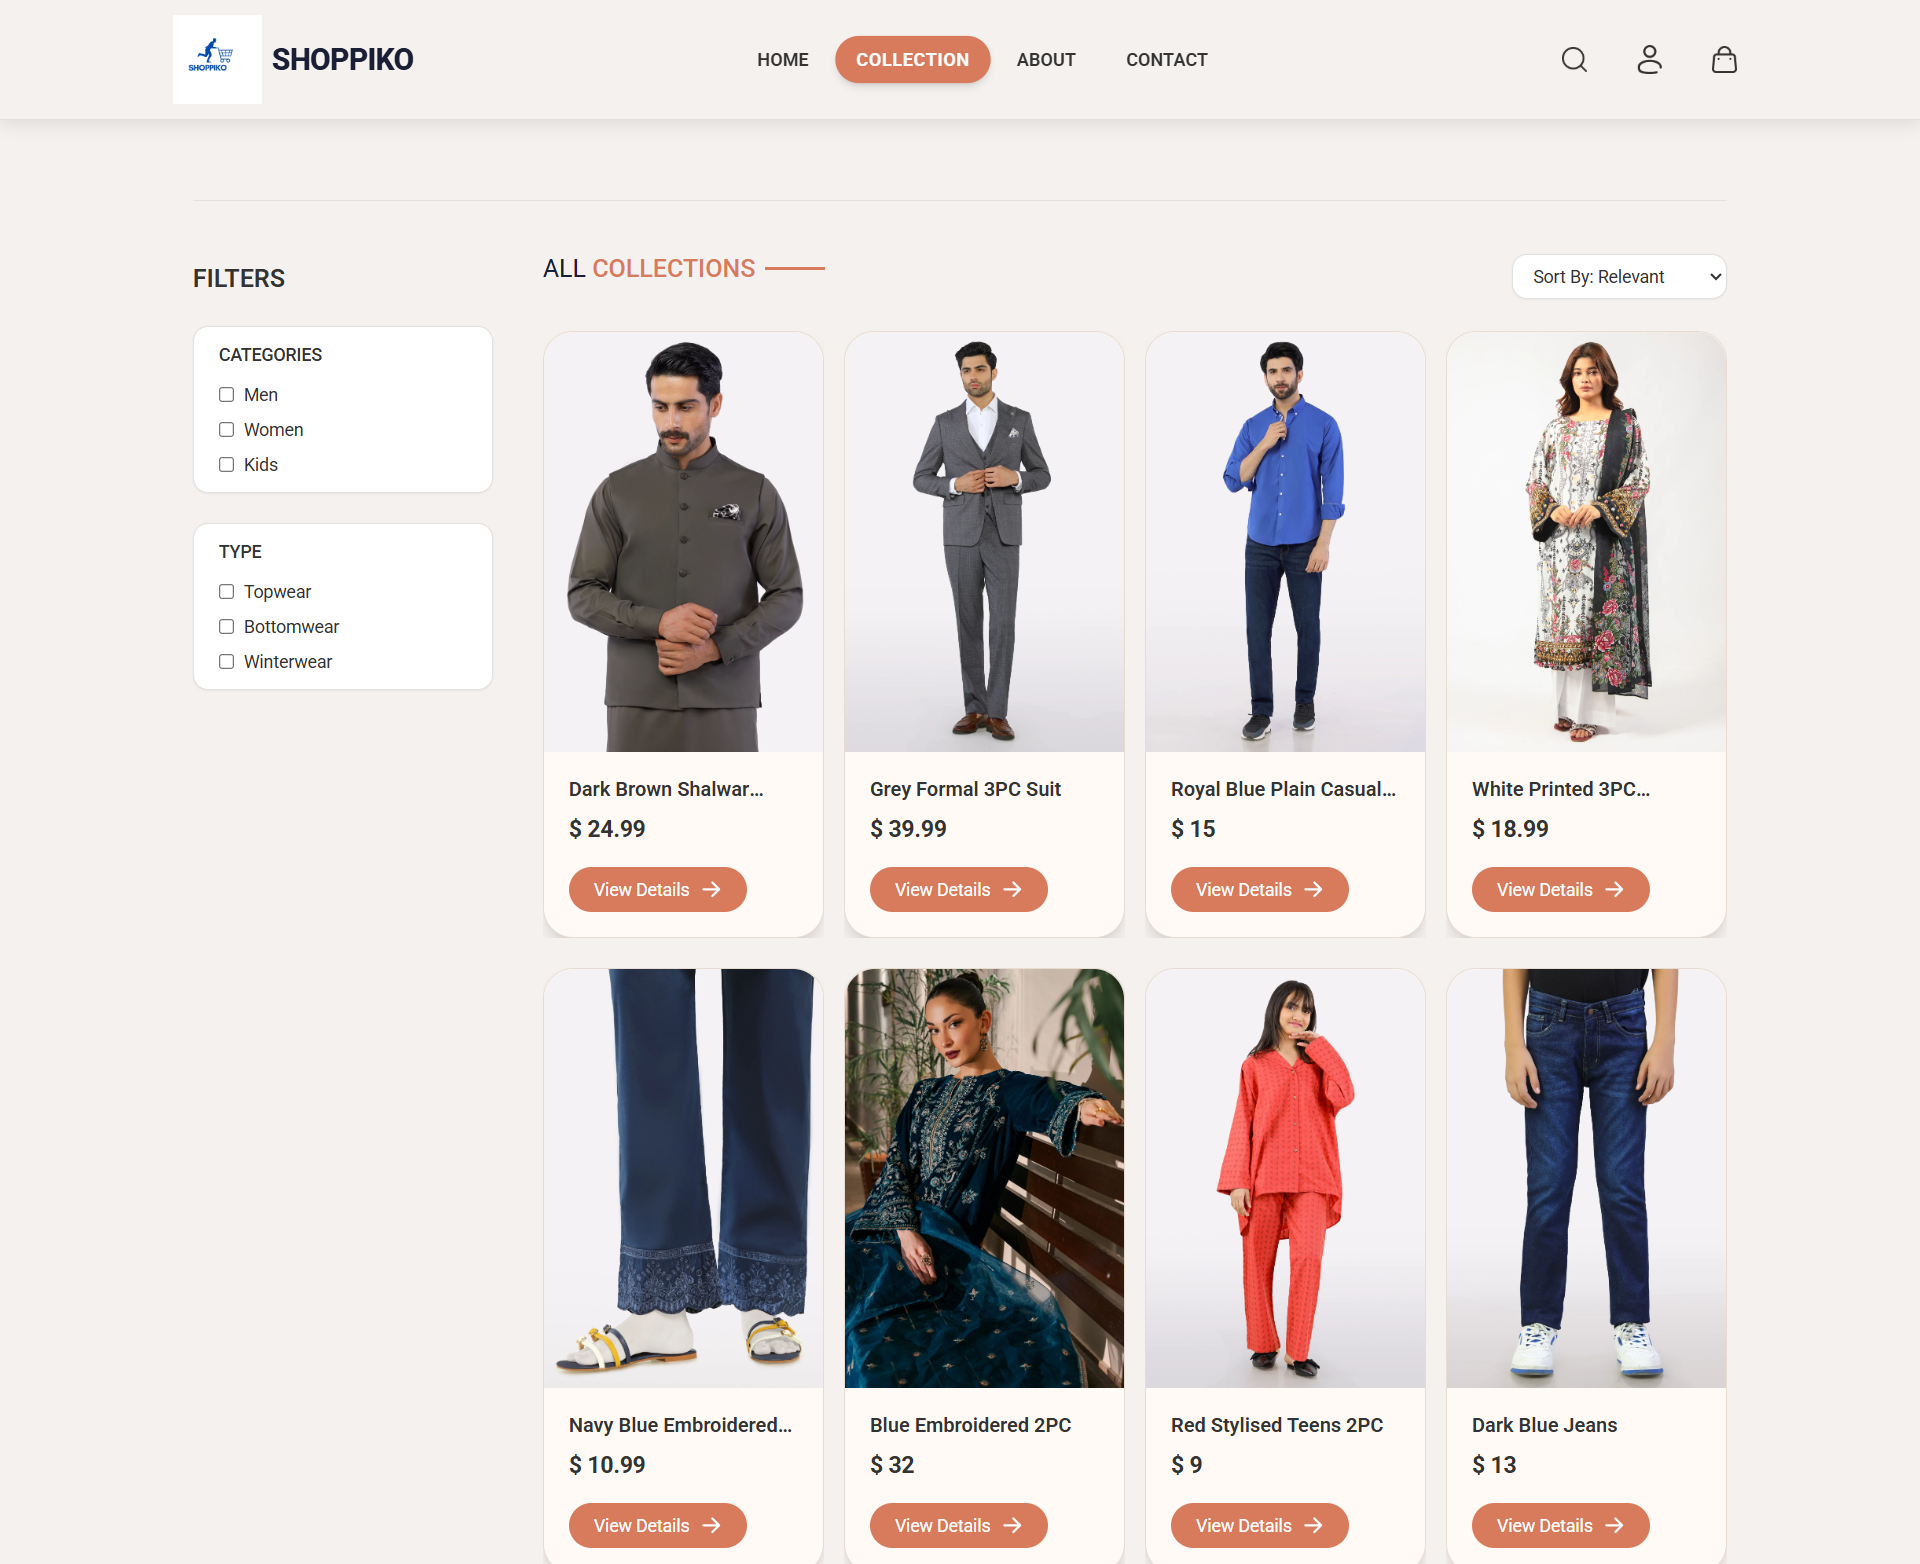 SHOPPIKO
SHOPPIKO
HOME
COLLECTION
ABOUT
CONTACT
FILTERS
CATEGORIES
Men
Women
Kids
TYPE
Topwear
Bottomwear
Winterwear
ALL COLLECTIONS
Sort By: Relevant
Dark Brown Shalwar...
$ 24.99
View Details
Grey Formal 3PC Suit
$ 39.99
View Details
Royal Blue Plain Casual...
$ 15
View Details
White Printed 3PC...
$ 18.99
View Details
Navy Blue Embroidered...
$ 10.99
View Details
Blue Embroidered 2PC
$ 32
View Details
Red Stylised Teens 2PC
$ 9
View Details
Dark Blue Jeans
$ 13
View Details